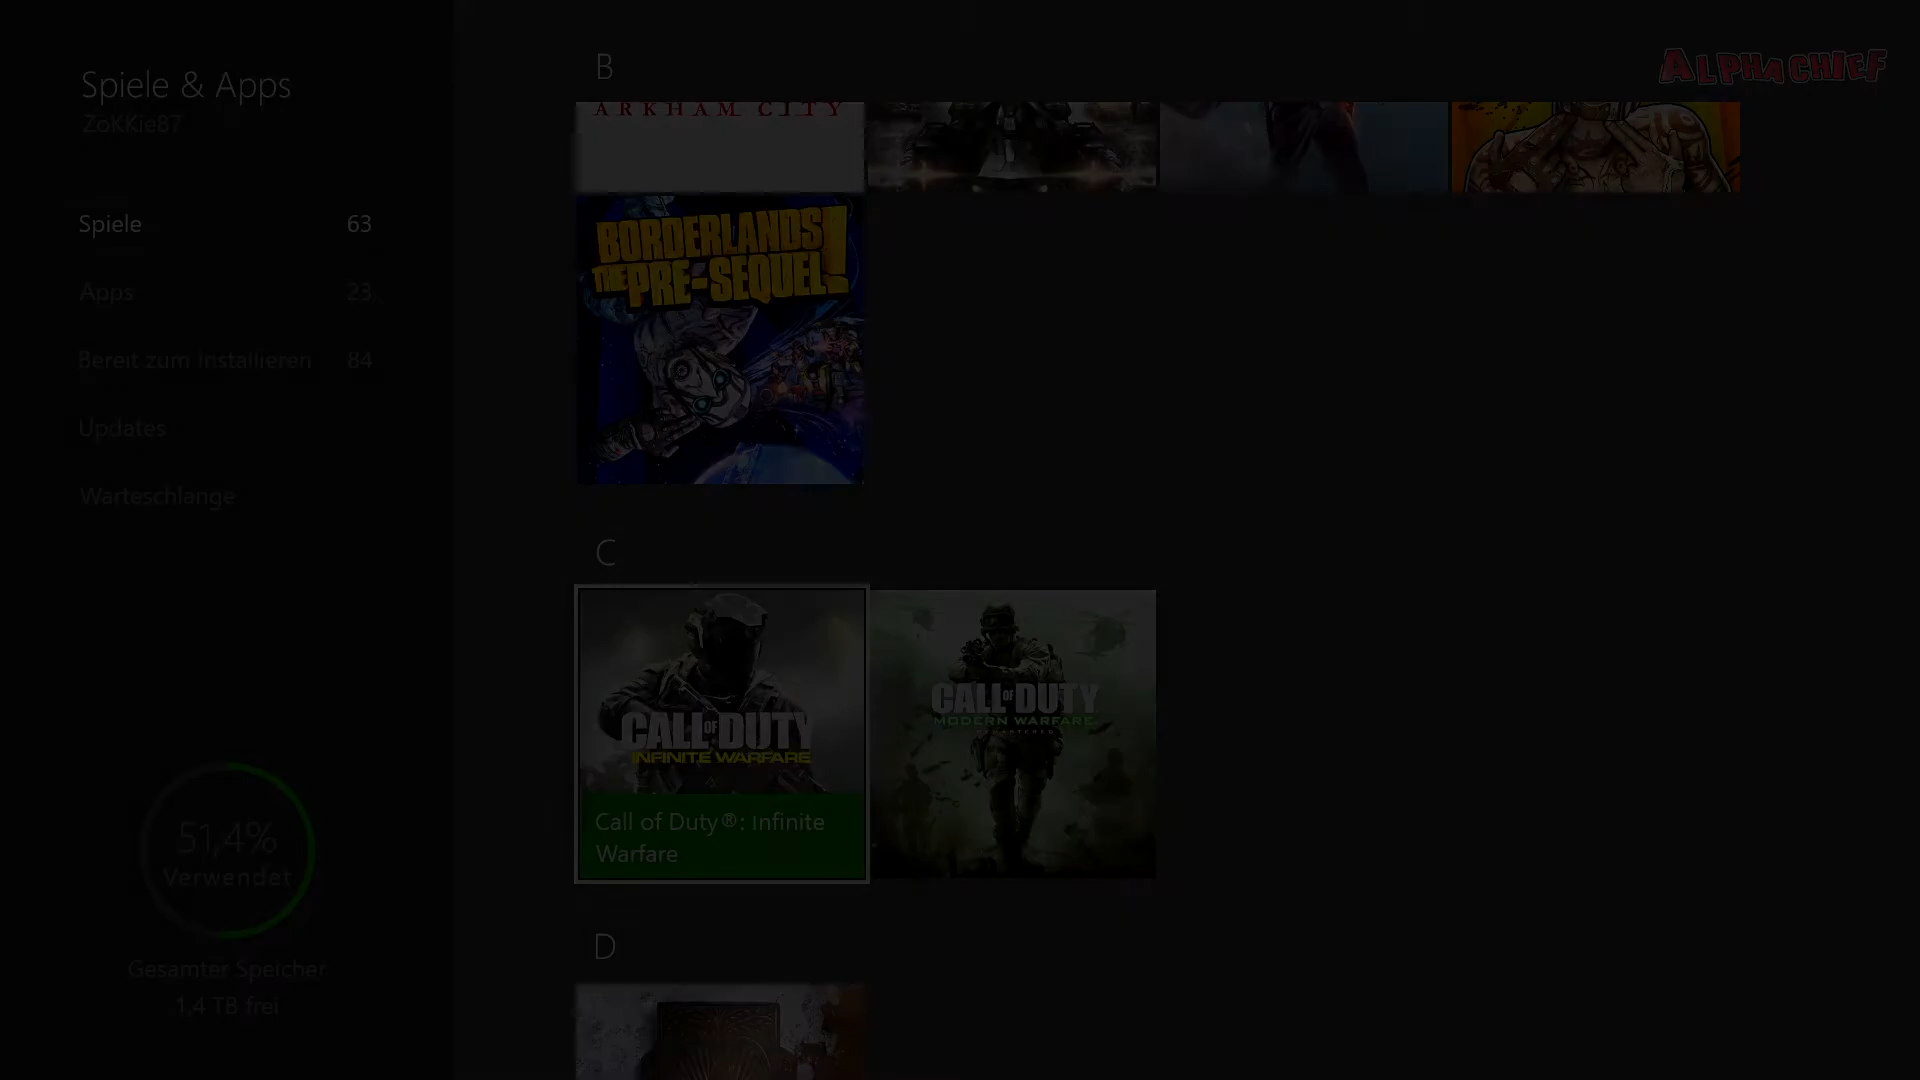 Spiele & Apps
ZoKKie87
Spiele 63
Apps 23
Bereit zum Installieren 84
Updates
Warteschlange
51,4%
Verwendet
Gesamter Speicher
1,4 TB frei
B
ALPHACHIEF
ARKHAM CITY
BORDERLANDS
THE PRE-SEQUEL!
C
CALL OF DUTY
INFINITE WARFARE
Call of Duty®: Infinite
Warfare
CALL OF DUTY
MODERN WARFARE
REMASTERED
D